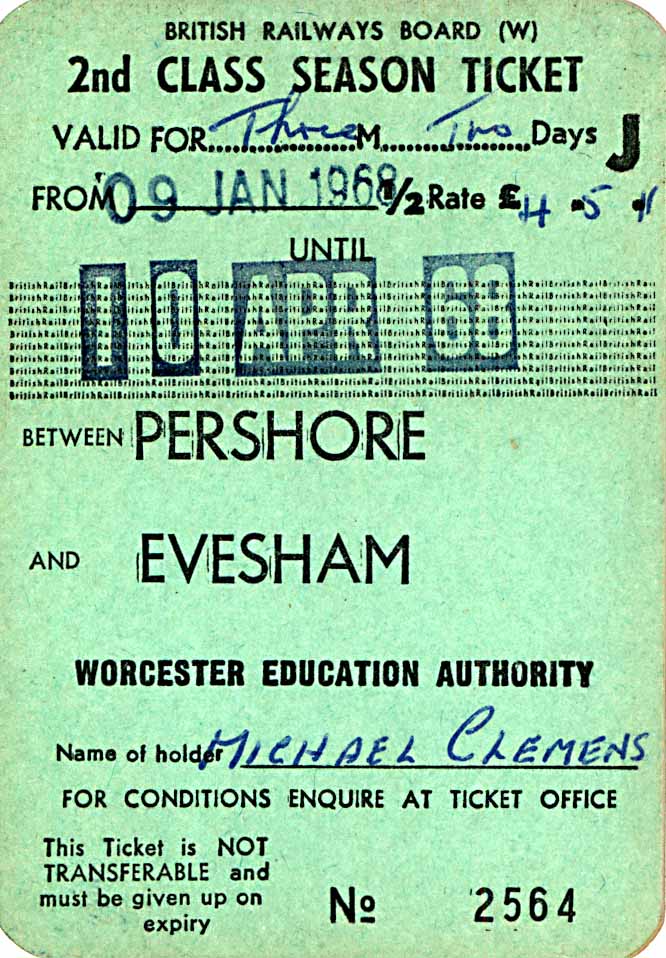 BRITISH RAILWAYS BOARD (W)
2nd CLASS SEASON TICKET
VALID FOR Three M Two Days J
FROM 09 JAN 1968 1/2 Rate £ 4 . 5 . 11
UNTIL
10 APR 68
BETWEEN PERSHORE
AND EVESHAM
WORCESTER EDUCATION AUTHORITY
Name of holder MICHAEL CLEMENS
FOR CONDITIONS ENQUIRE AT TICKET OFFICE
This Ticket is NOT
TRANSFERABLE and
must be given up on
expiry
No 2564